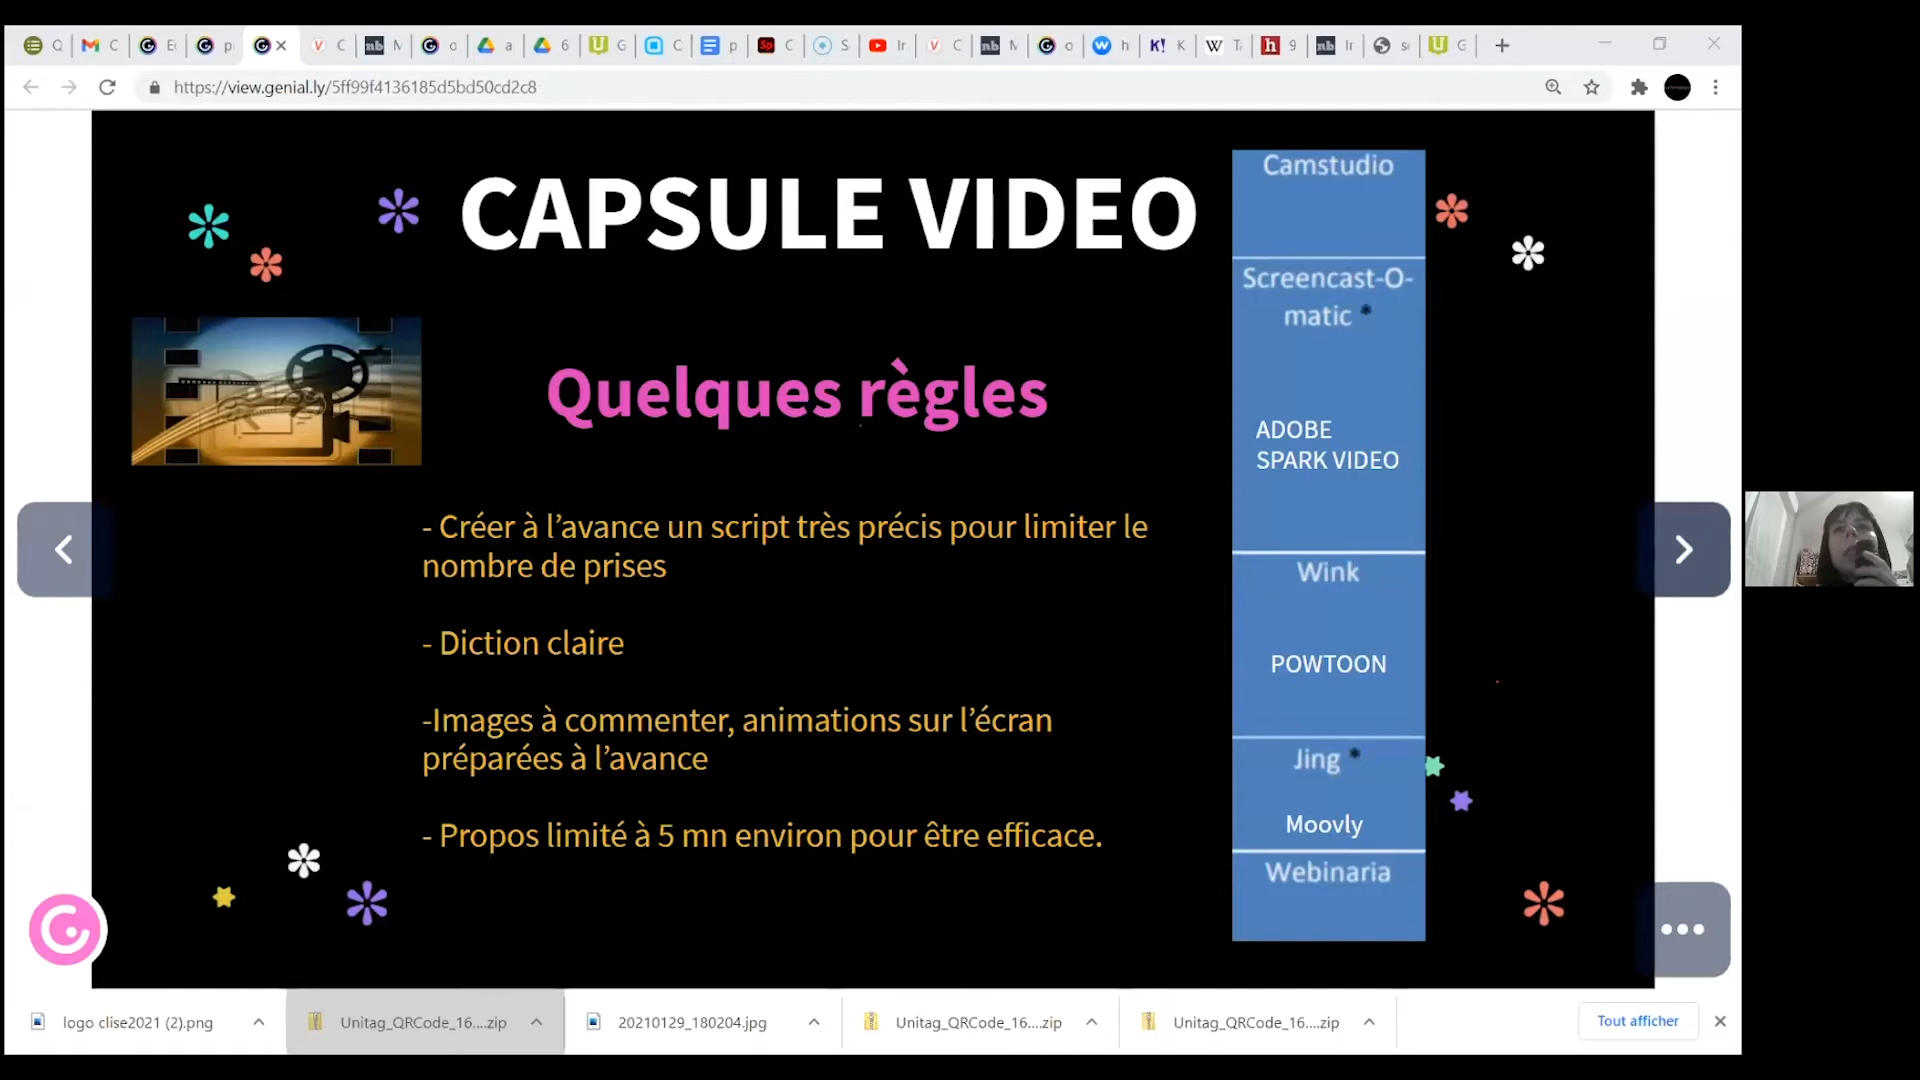 https://view.genial.ly/5ff99f4136185d5bd50cd2c8
CAPSULE VIDEO
Quelques règles
- Créer à l’avance un script très précis pour limiter le
nombre de prises
- Diction claire
-Images à commenter, animations sur l’écran
préparées à l’avance
- Propos limité à 5 mn environ pour être efficace.
Camstudio
Screencast-O-
matic *
ADOBE
SPARK VIDEO
Wink
POWTOON
Jing *
Moovly
Webinaria
logo clise2021 (2).png
Unitag_QRCode_16....zip
20210129_180204.jpg
Unitag_QRCode_16....zip
Unitag_QRCode_16....zip
Tout afficher